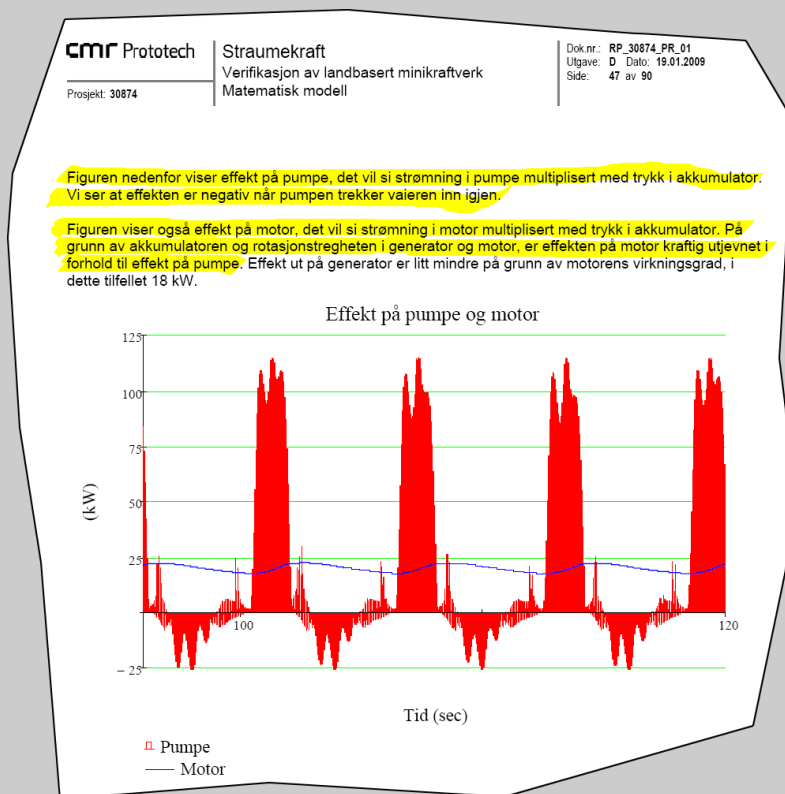 cmr Prototech
Prosjekt: 30874
Straumekraft
Verifikasjon av landbasert minikraftverk
Matematisk modell
Dok.nr.: RP_30874_PR_01
Utgave: D Dato: 19.01.2009
Side: 47 av 90
Figuren nedenfor viser effekt på pumpe, det vil si strømning i pumpe multiplisert med trykk i akkumulator.
Vi ser at effekten er negativ når pumpen trekker vaieren inn igjen.
Figuren viser også effekt på motor, det vil si strømning i motor multiplisert med trykk i akkumulator. På
grunn av akkumulatoren og rotasjonstregheten i generator og motor, er effekten på motor kraftig utjevnet i
forhold til effekt på pumpe. Effekt ut på generator er litt mindre på grunn av motorens virkningsgrad, i
dette tilfellet 18 kW.
Effekt på pumpe og motor
125
100
75
50
25
− 25
(kW)
100
120
Tid (sec)
Pumpe
Motor